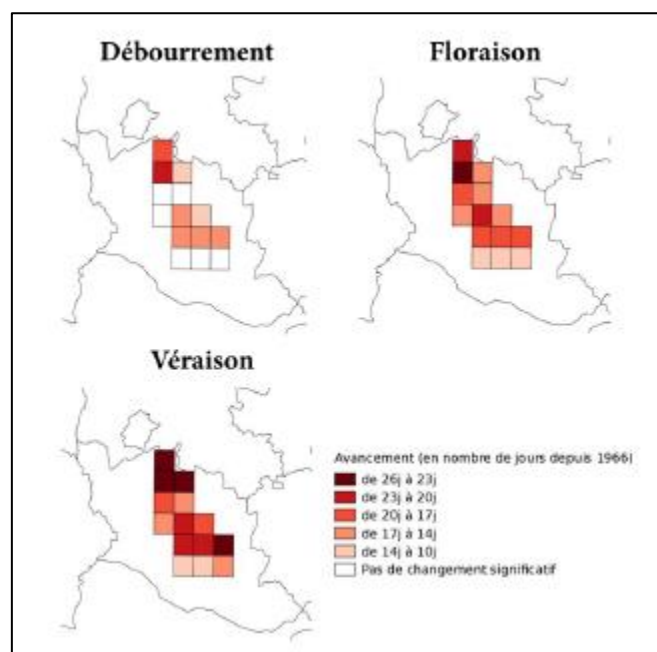 Débourrement
Floraison
Véraison
Avancement (en nombre de jours depuis 1966)
de 26j à 23j
de 23j à 20j
de 20j à 17j
de 17j à 14j
de 14j à 10j
Pas de changement significatif